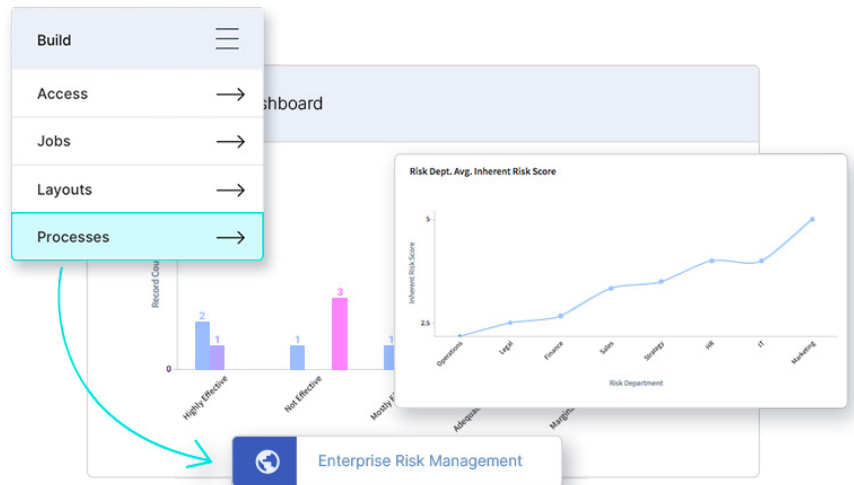 Build
Access
Jobs
Layouts
Processes
shboard
Record Cou
0
2
1
1
3
1
Highly Effective
Not Effective
Mostly E
Adequa
Margin
Risk Dept. Avg. Inherent Risk Score
Inherent Risk Score
5
2.5
Operations
Legal
Finance
Sales
Strategy
HR
IT
Marketing
Risk Department
Enterprise Risk Management